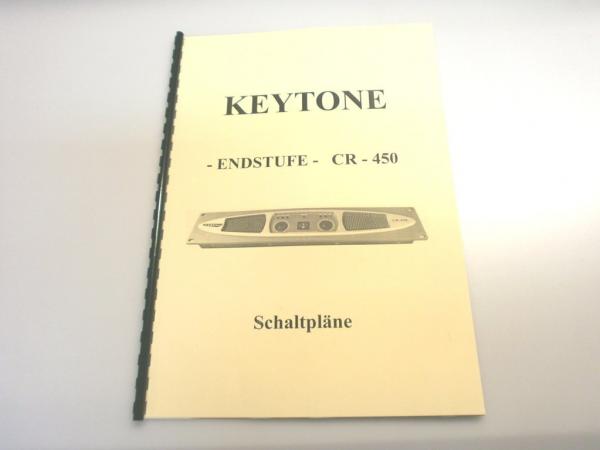 KEYTONE
- ENDSTUFE - CR - 450
Schaltpläne